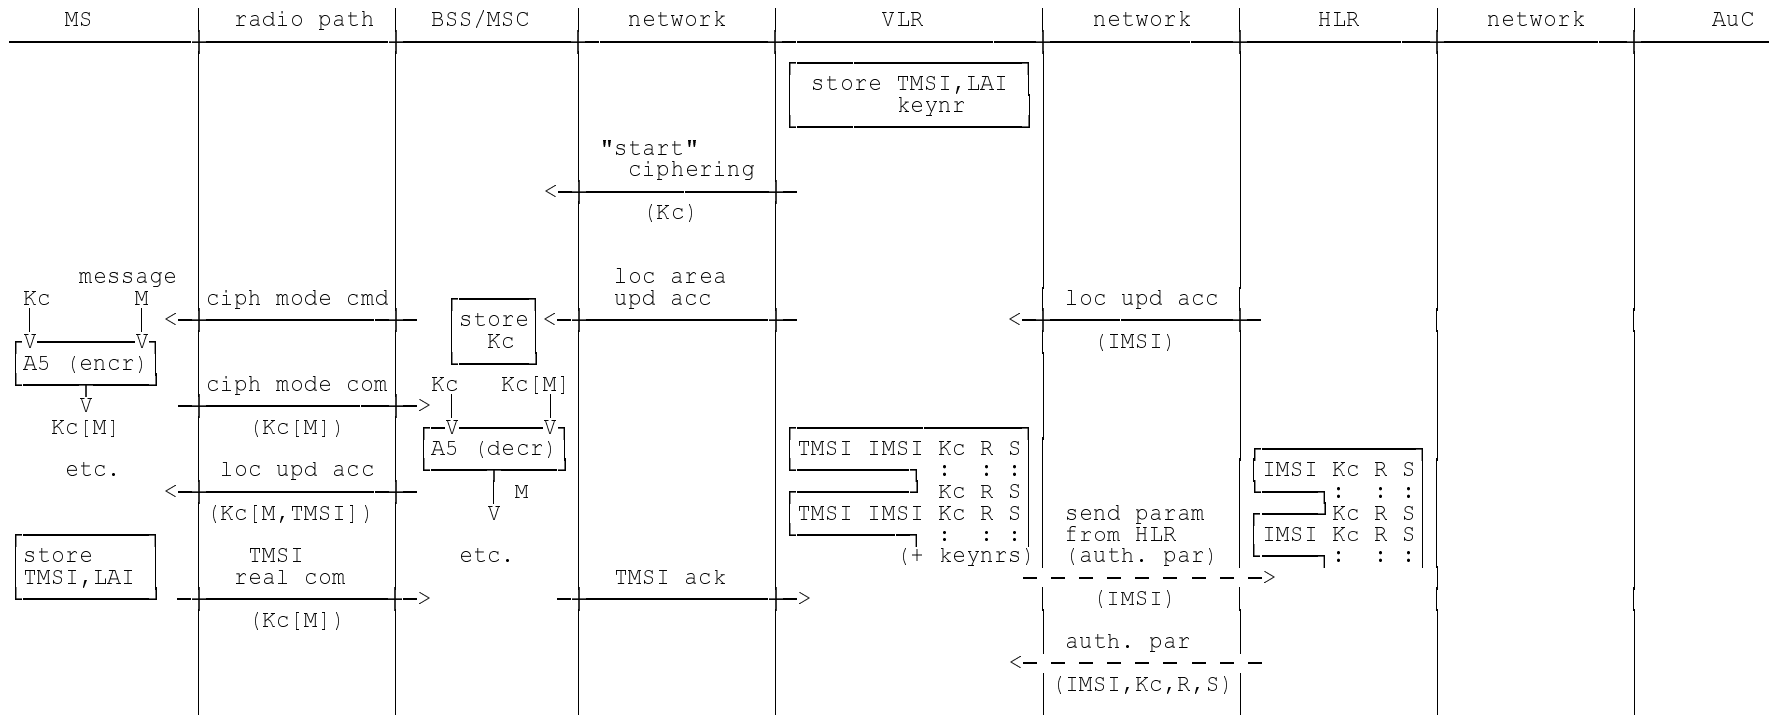 MS radio path BSS/MSC network VLR network HLR network AuC
store TMSI,LAI
keynr
"start"
ciphering
(Kc)
message loc area
Kc M ciph mode cmd upd acc loc upd acc
store
Kc (IMSI)
A5 (encr)
ciph mode com Kc Kc[M]
Kc[M] (Kc[M])
A5 (decr) TMSI IMSI Kc R S
etc. loc upd acc : : : IMSI Kc R S
M Kc R S : : :
(Kc[M,TMSI]) TMSI IMSI Kc R S send param Kc R S
: : : from HLR IMSI Kc R S
store TMSI etc. (+ keynrs) (auth. par) : : :
TMSI,LAI real com TMSI ack
(IMSI)
(Kc[M])
auth. par
(IMSI,Kc,R,S)